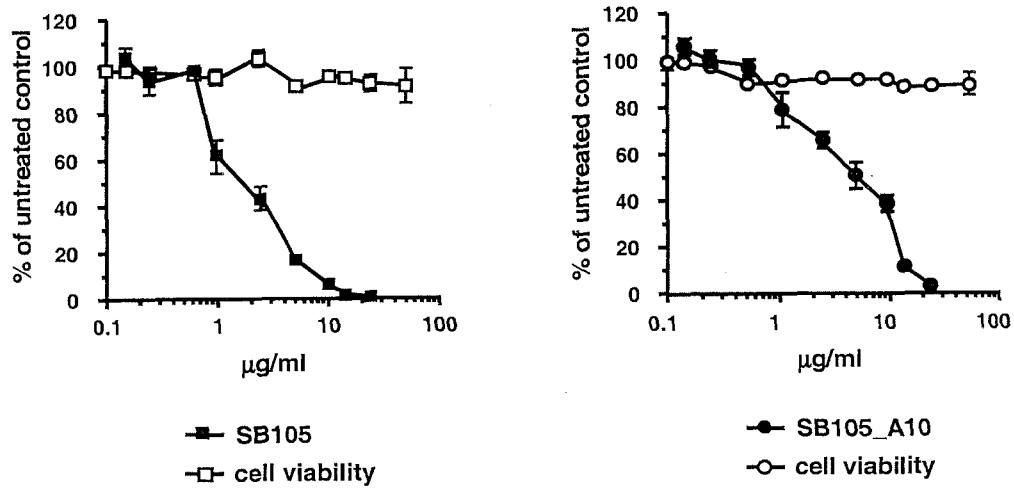 120
100
80
60
40
20
0
% of untreated control
0.1 1 10 100
μg/ml
SB105
cell viability
120
100
80
60
40
20
0
% of untreated control
0.1 1 10 100
μg/ml
SB105_A10
cell viability